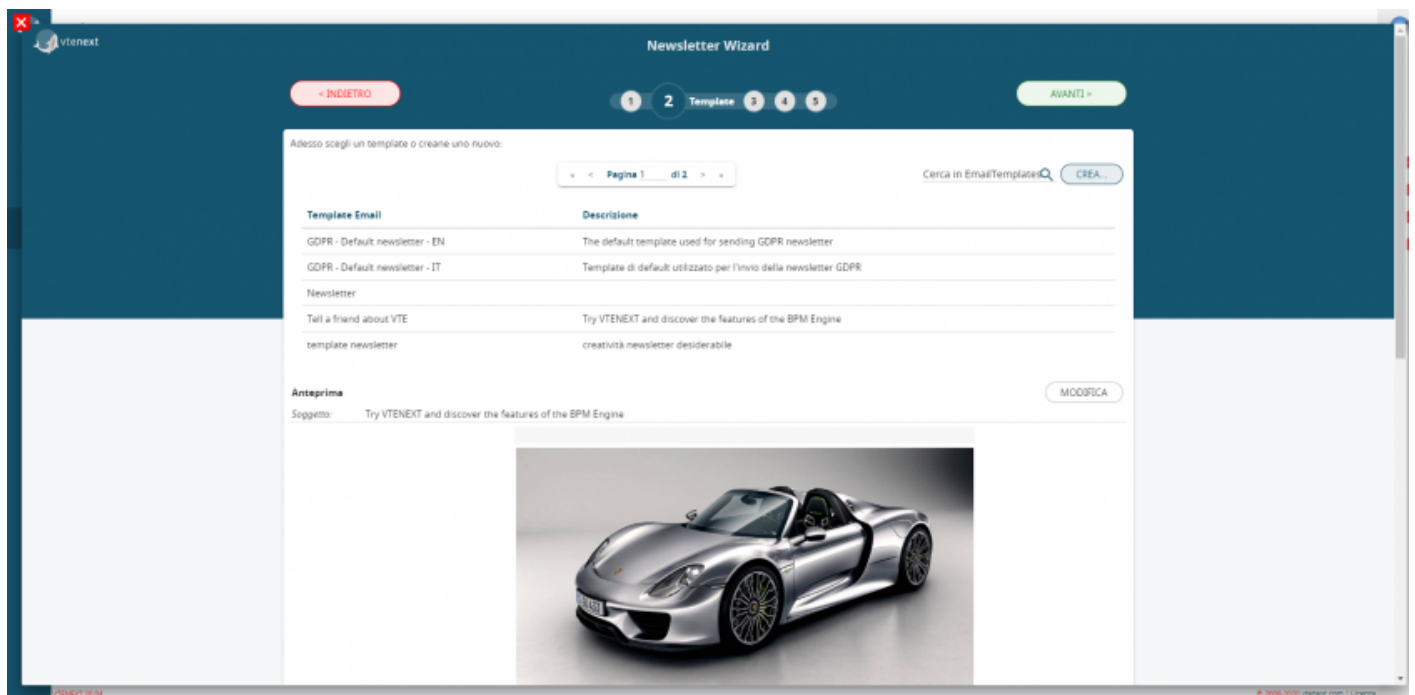 vtenext
Newsletter Wizard
< INDIETRO
1 2 Template 3 4 5
AVANTI >
Adesso scegli un template o creane uno nuovo:
« < Pagina 1 di 2 > »
Cerca in EmailTemplates
CREA...
Template Email Descrizione
GDPR - Default newsletter - EN The default template used for sending GDPR newsletter
GDPR - Default newsletter - IT Template di default utilizzato per l'invio della newsletter GDPR
Newsletter
Tell a friend about VTE Try VTENEXT and discover the features of the BPM Engine
template newsletter creatività newsletter desiderabile
Anteprima
MODIFICA
Soggetto: Try VTENEXT and discover the features of the BPM Engine